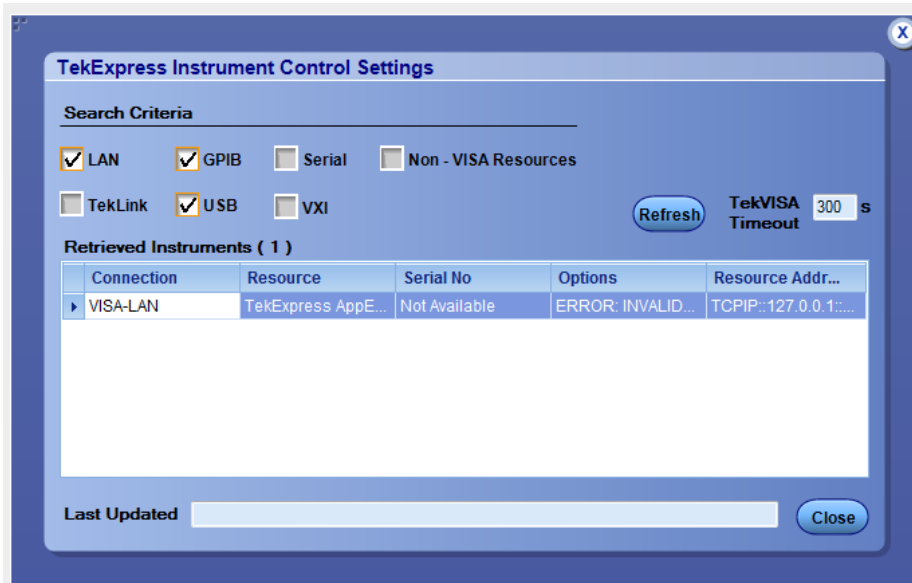 X
TekExpress Instrument Control Settings
Search Criteria
LAN GPIB Serial Non - VISA Resources
TekLink USB VXI Refresh TekVISA Timeout 300 s
Retrieved Instruments ( 1 )
Connection Resource Serial No Options Resource Addr...
VISA-LAN TekExpress AppE... Not Available ERROR: INVALID... TCPIP::127.0.0.1::...
Last Updated Close